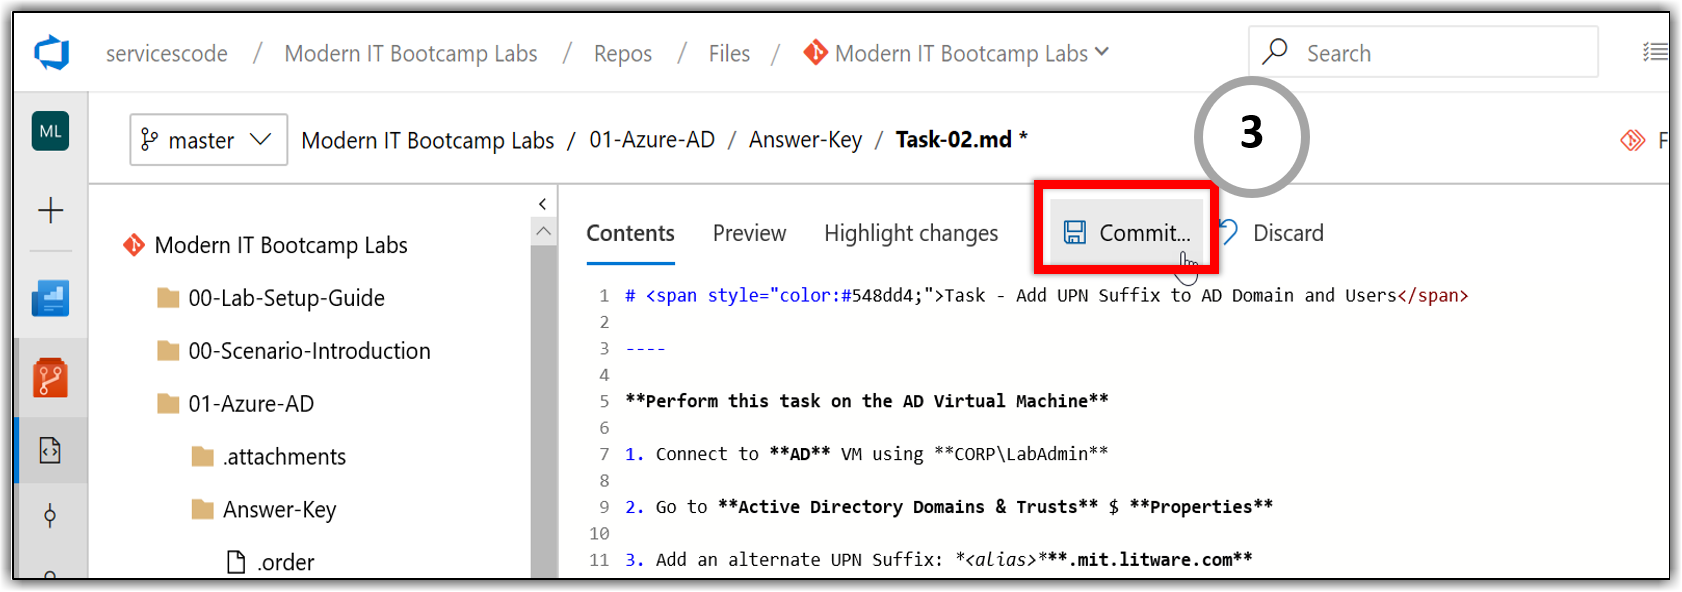 servicescode / Modern IT Bootcamp Labs / Repos / Files / Modern IT Bootcamp Labs
Search
ML
master
Modern IT Bootcamp Labs / 01-Azure-AD / Answer-Key / Task-02.md *
3
F
Modern IT Bootcamp Labs
00-Lab-Setup-Guide
00-Scenario-Introduction
01-Azure-AD
.attachments
Answer-Key
.order
Contents Preview Highlight changes Commit... Discard
1 # <span style="color:#548dd4;">Task - Add UPN Suffix to AD Domain and Users</span>
2
3 ----
4
5 **Perform this task on the AD Virtual Machine**
6
7 1. Connect to **AD** VM using **CORP\LabAdmin**
8
9 2. Go to **Active Directory Domains & Trusts** $ **Properties**
10
11 3. Add an alternate UPN Suffix: *<alias>***.mit.litware.com**